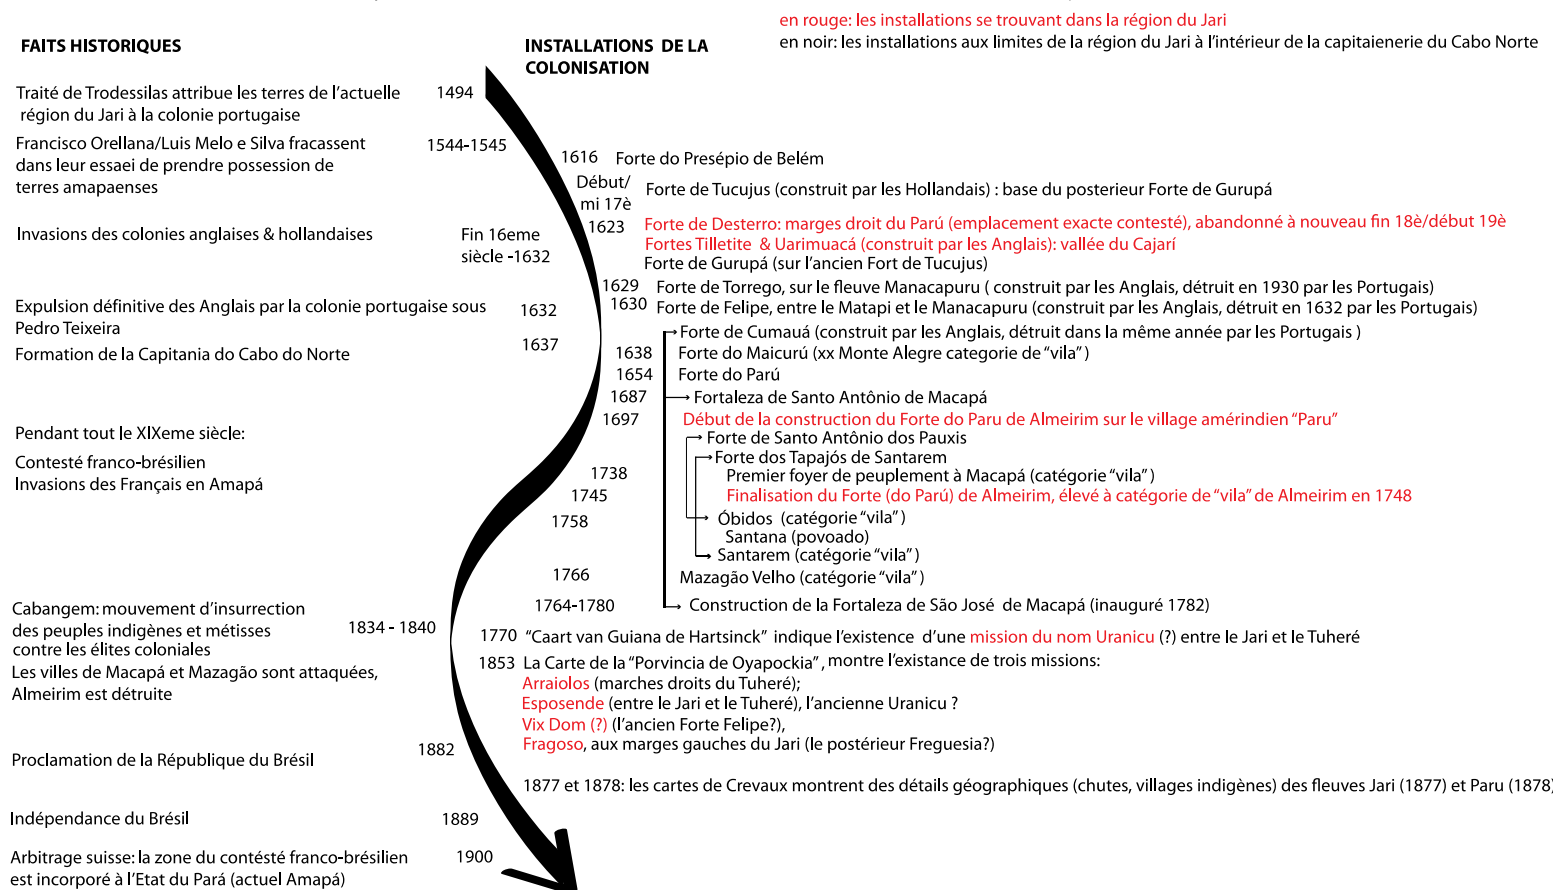 en rouge: les installations se trouvant dans la région du Jari
en noir: les installations aux limites de la région du Jari à l'intérieur de la capitaienerie du Cabo Norte
FAITS HISTORIQUES
INSTALLATIONS DE LA
COLONISATION
Traité de Trodessilas attribue les terres de l'actuelle
région du Jari à la colonie portugaise
1494
Francisco Orellana/Luis Melo e Silva fracassent
dans leur essaei de prendre possession de
terres amapaenses
1544-1545
Invasions des colonies anglaises & hollandaises
Fin 16eme
siècle -1632
Expulsion définitive des Anglais par la colonie portugaise sous
Pedro Teixeira
1632
Formation de la Capitania do Cabo do Norte
1637
Pendant tout le XIXeme siècle:
Contesté franco-brésilien
Invasions des Français en Amapá
Cabangem: mouvement d'insurrection
des peuples indigènes et métisses
contre les élites coloniales
1834 - 1840
Les villes de Macapá et Mazagão sont attaquées,
Almeirim est détruite
1882
Proclamation de la République du Brésil
Indépendance du Brésil
1889
Arbitrage suisse: la zone du contésté franco-brésilien
est incorporé à l'Etat du Pará (actuel Amapá)
1900
1616 Forte do Presépio de Belém
Début/
mi 17è
Forte de Tucujus (construit par les Hollandais) : base du posterieur Forte de Gurupá
1623 Forte de Desterro: marges droit du Parú (emplacement exacte contesté), abandonné à nouveau fin 18è/début 19è
Fortes Tilletite & Uarimuacá (construit par les Anglais): vallée du Cajarí
Forte de Gurupá (sur l'ancien Fort de Tucujus)
1629 Forte de Torrego, sur le fleuve Manacapuru ( construit par les Anglais, détruit en 1930 par les Portugais)
1630 Forte de Felipe, entre le Matapi et le Manacapuru (construit par les Anglais, détruit en 1632 par les Portugais)
Forte de Cumauá (construit par les Anglais, détruit dans la même année par les Portugais )
1638 Forte do Maicurú (xx Monte Alegre categorie de "vila")
1654 Forte do Parú
1687 Fortaleza de Santo Antônio de Macapá
1697 Début de la construction du Forte do Paru de Almeirim sur le village amérindien "Paru"
Forte de Santo Antônio dos Pauxis
Forte dos Tapajós de Santarem
1738 Premier foyer de peuplement à Macapá (catégorie "vila")
1745 Finalisation du Forte (do Parú) de Almeirim, élevé à catégorie de "vila" de Almeirim en 1748
1758 Óbidos (catégorie "vila")
Santana (povoado)
Santarem (catégorie "vila")
1766 Mazagão Velho (catégorie "vila")
1764-1780 Construction de la Fortaleza de São José de Macapá (inauguré 1782)
1770 "Caart van Guiana de Hartsinck" indique l'existence d'une mission du nom Uranicu (?) entre le Jari et le Tuheré
1853 La Carte de la "Porvincia de Oyapockia", montre l'existance de trois missions:
Arraiolos (marches droits du Tuheré);
Esposende (entre le Jari et le Tuheré), l'ancienne Uranicu ?
Vix Dom (?) (l'ancien Forte Felipe?),
Fragoso, aux marges gauches du Jari (le postérieur Freguesia?)
1877 et 1878: les cartes de Crevaux montrent des détails géographiques (chutes, villages indigènes) des fleuves Jari (1877) et Paru (1878)